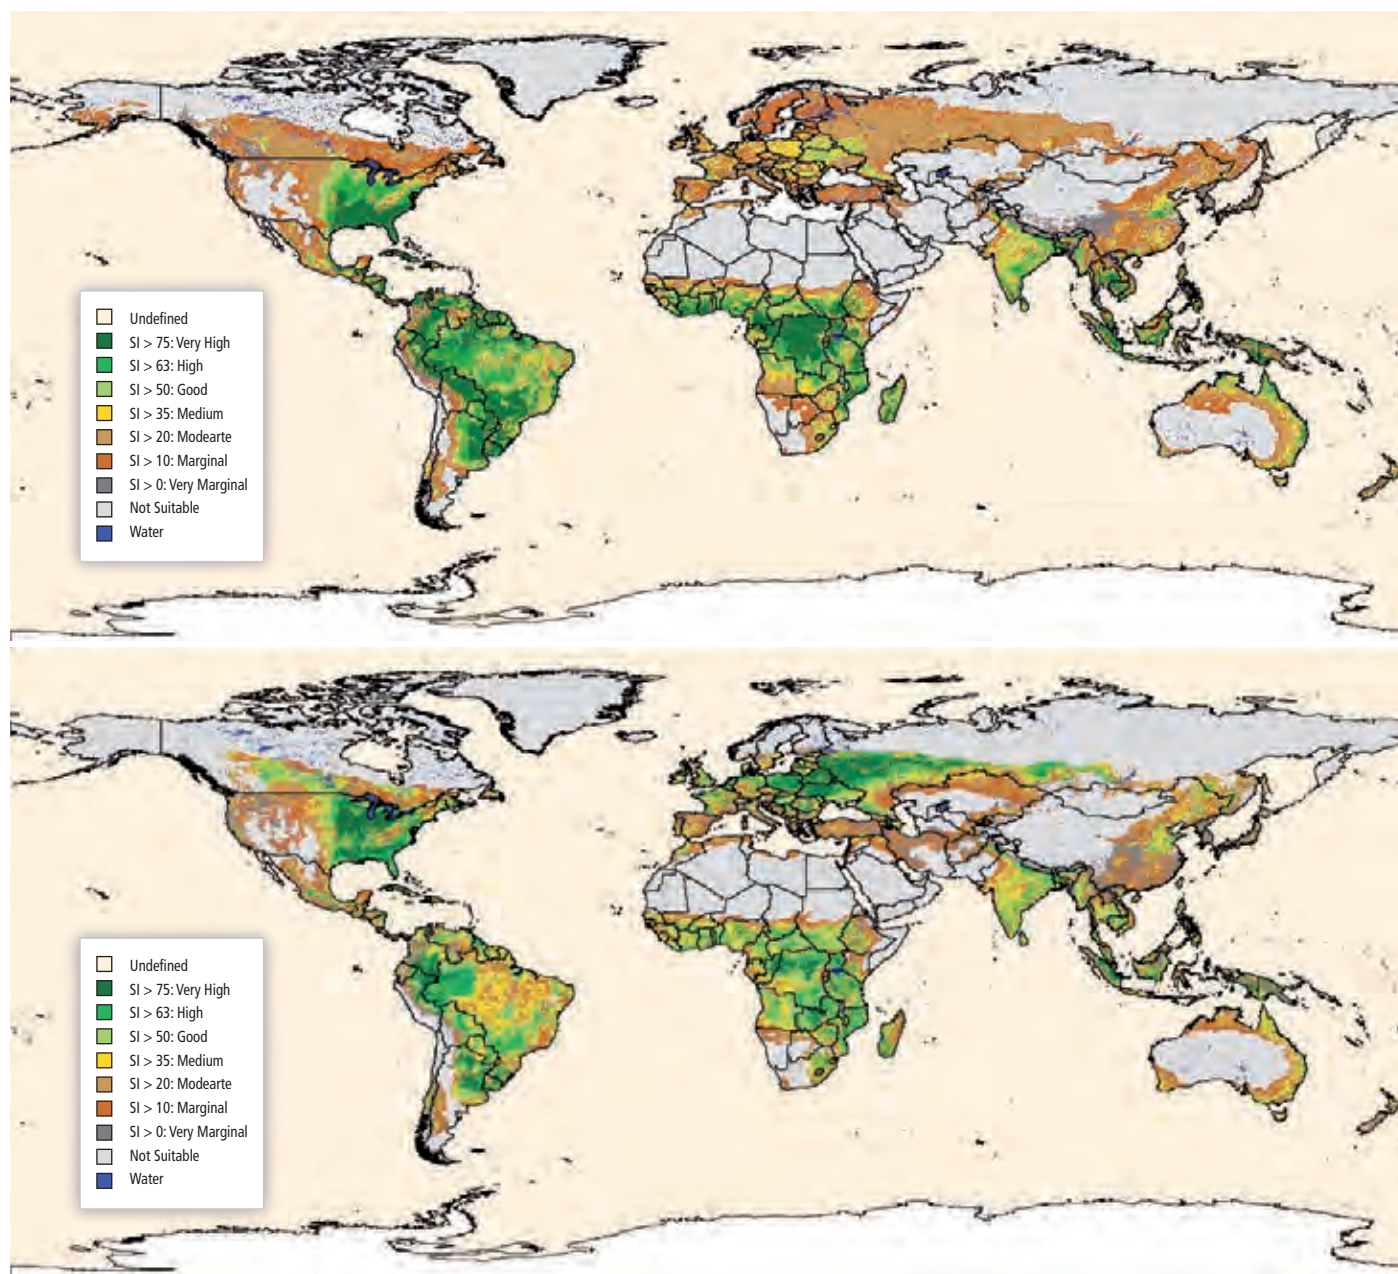 Undefined
SI > 75: Very High
SI > 63: High
SI > 50: Good
SI > 35: Medium
SI > 20: Modearte
SI > 10: Marginal
SI > 0: Very Marginal
Not Suitable
Water
Undefined
SI > 75: Very High
SI > 63: High
SI > 50: Good
SI > 35: Medium
SI > 20: Modearte
SI > 10: Marginal
SI > 0: Very Marginal
Not Suitable
Water